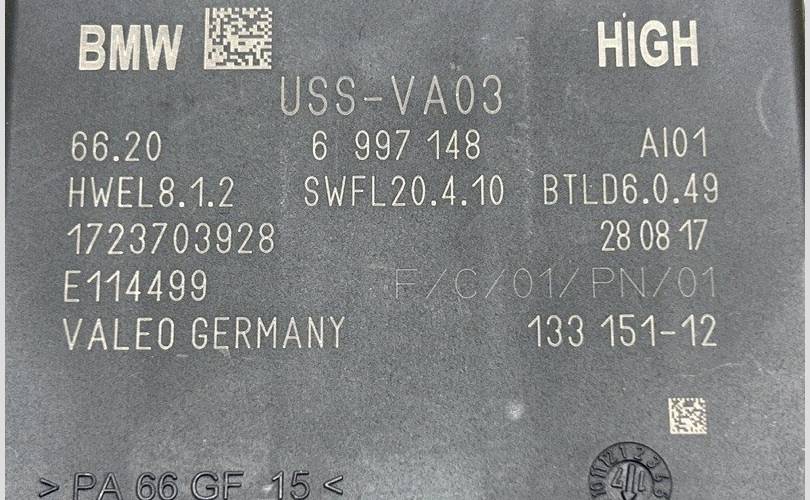 BMW HIGH
USS-VA03
66.20 6 997 148 AI01
HWEL8.1.2 SWFL20.4.10 BTLD6.0.49
1723703928 28 08 17
E114499 F/C/01/PN/01
VALEO GERMANY 133 151-12
> PA 66 GF 15 <